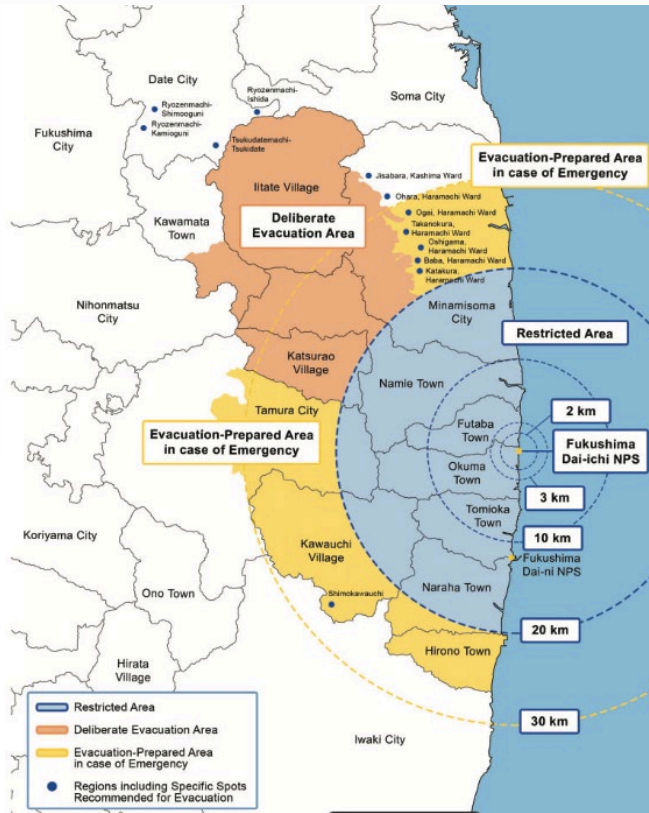 Date City
Ryozenmachi-
Ishida
Ryozenmachi-
Shimooguni
Ryozenmachi-
Kamioguni
Soma City
Fukushima
City
Tsukudatemachi-
Tsukidate
Evacuation-Prepared Area
in case of Emergency
Iitate Village
Jisabara, Kashima Ward
Ohara, Haramachi Ward
Kawamata
Town
Deliberate
Evacuation Area
Ogai, Haramachi Ward
Takanokura,
Haramachi Ward
Oshigama,
Haramachi Ward
Baba, Haramachi Ward
Katakura,
Haramachi Ward
Nihonmatsu
City
Minamisoma
City
Restricted Area
Katsurao
Village
Namie Town
Tamura City
2 km
Evacuation-Prepared Area
in case of Emergency
Futaba
Town
Fukushima
Dai-ichi NPS
Okuma
Town
3 km
Tomioka
Town
Koriyama City
10 km
Kawauchi
Village
Fukushima
Dai-ni NPS
Ono Town
Naraha Town
Shimokawauchi
20 km
Hirono Town
Hirata
Village
30 km
Iwaki City
Restricted Area
Deliberate Evacuation Area
Evacuation-Prepared Area
in case of Emergency
Regions including Specific Spots
Recommended for Evacuation